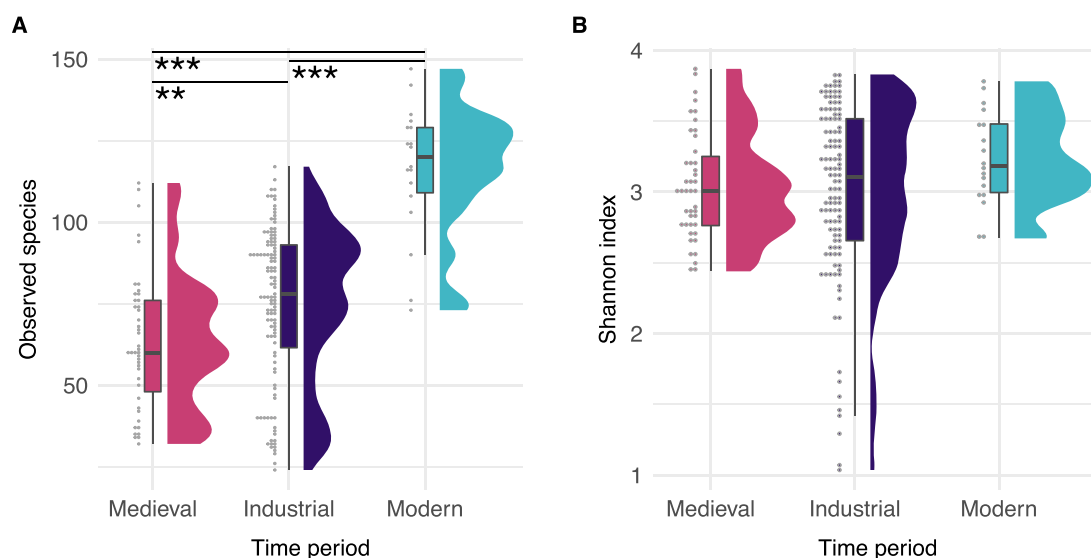 A
Observed species
150
100
50
***
***
**
Medieval Industrial Modern
Time period
B
Shannon index
4
3
2
1
Medieval Industrial Modern
Time period